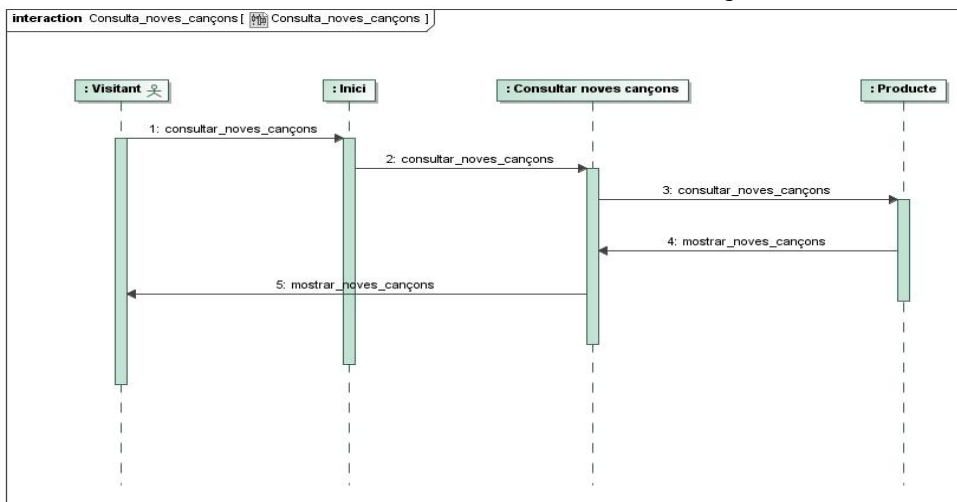 interaction Consulta_noves_cançons [ Consulta_noves_cançons ]
: Visitant
: Inici
: Consultar noves cançons
: Producte
1: consultar_noves_cançons
2: consultar_noves_cançons
3: consultar_noves_cançons
4: mostrar_noves_cançons
5: mostrar_noves_cançons